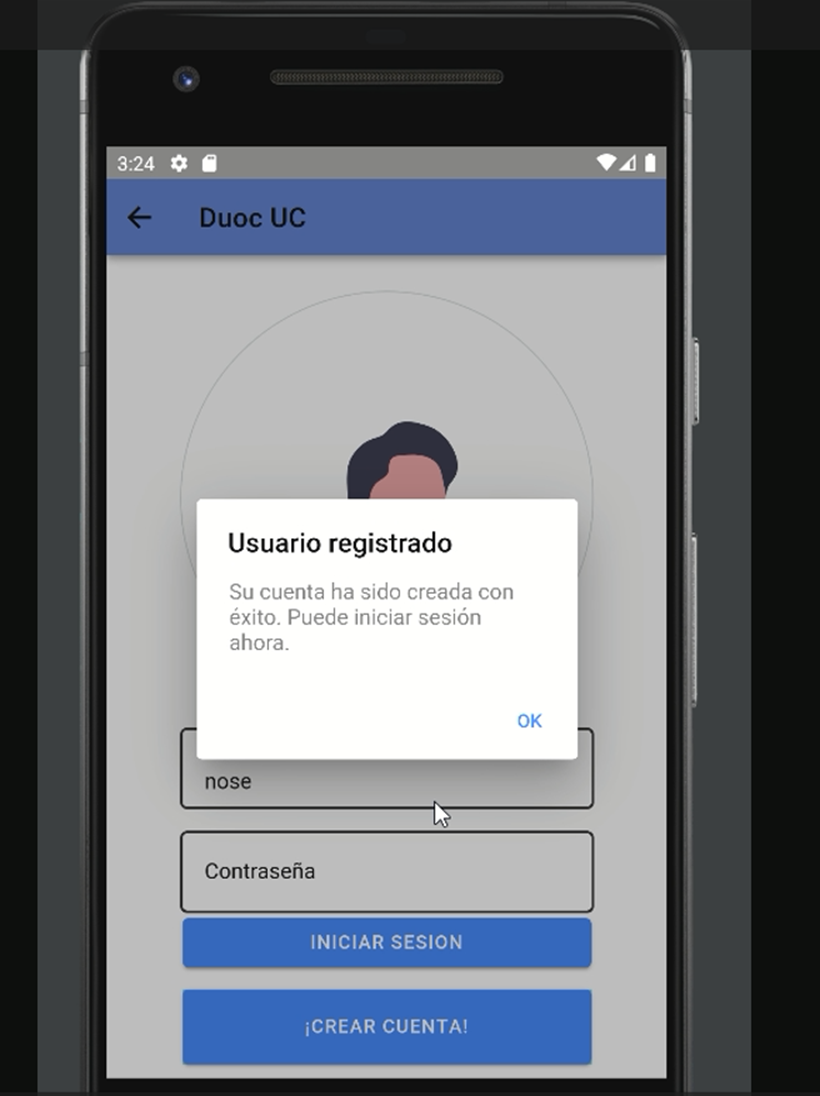 3:24
Duoc UC
Usuario registrado
Su cuenta ha sido creada con
éxito. Puede iniciar sesión
ahora.
OK
nose
Contraseña
INICIAR SESION
¡CREAR CUENTA!